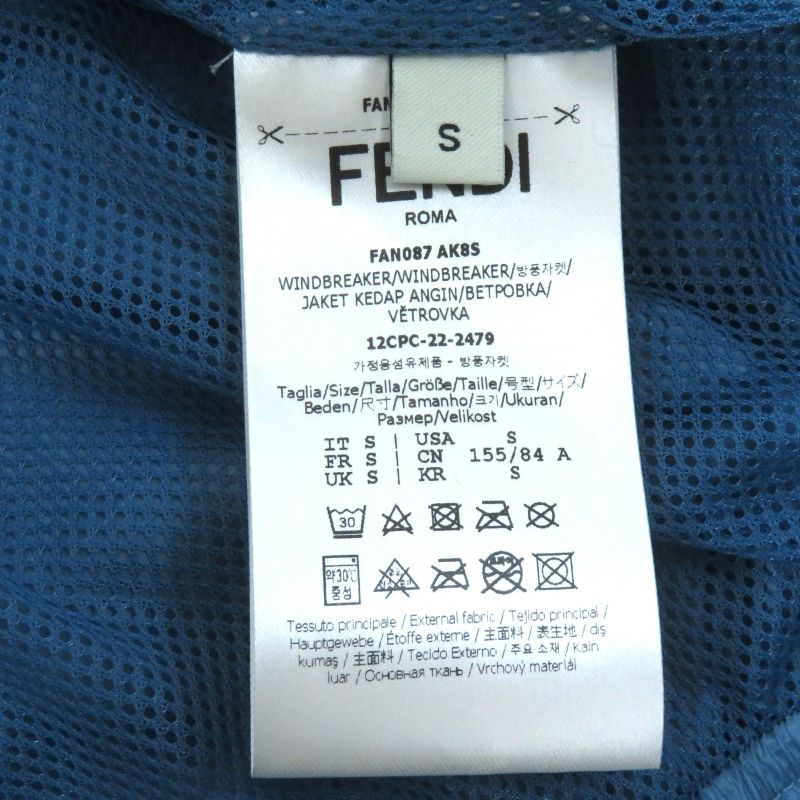 FAN
S
FENDI
ROMA
FAN087 AK8S
WINDBREAKER/WINDBREAKER/방풍자켓/
JAKET KEDAP ANGIN/ВЕТРОВКА/
VĚTROVKA
12CPC-22-2479
가정용섬유제품 - 방풍자켓
Taglia/Size/Talla/Größe/Taille/号型/サイズ/
Beden/尺寸/Tamanho/크기/Ukuran/
Размер/Velikost
IT S | USA S
FR S | CN 155/84 A
UK S | KR S
30
약30℃
중성
Tessuto principale / External fabric / Tejido principal /
Hauptgewebe / Étoffe externe / 主面料 / 表生地 / dış
kumaş / 主面料 / Tecido Externo / 주요 소재 / Kain
luar / Основная ткань / Vrchový materiál